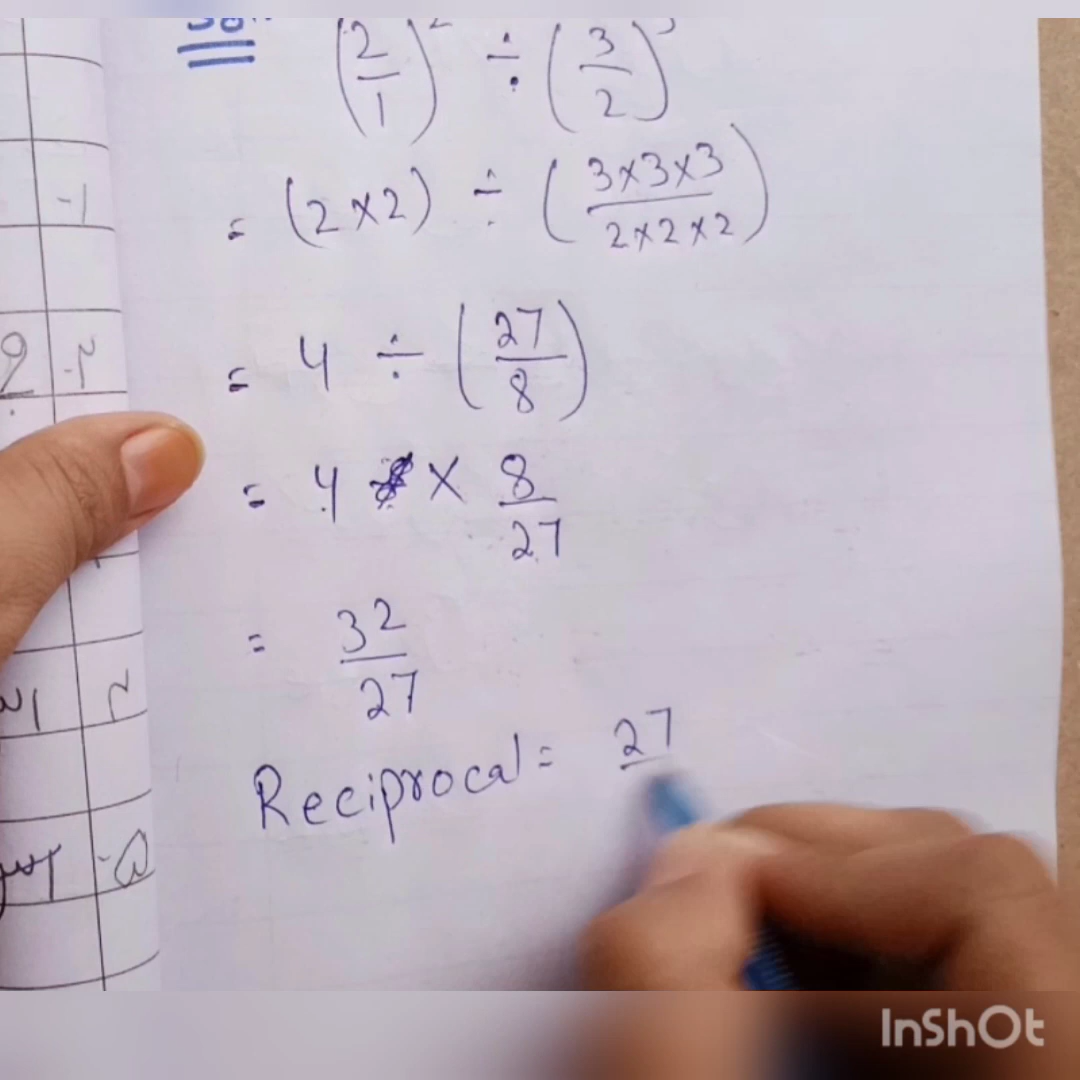 (2/1)² ÷ (3/2)³
= (2×2) ÷ (3×3×3 / 2×2×2)
= 4 ÷ (27/8)
= 4 × 8/27
= 32/27
Reciprocal = 27
InShOt